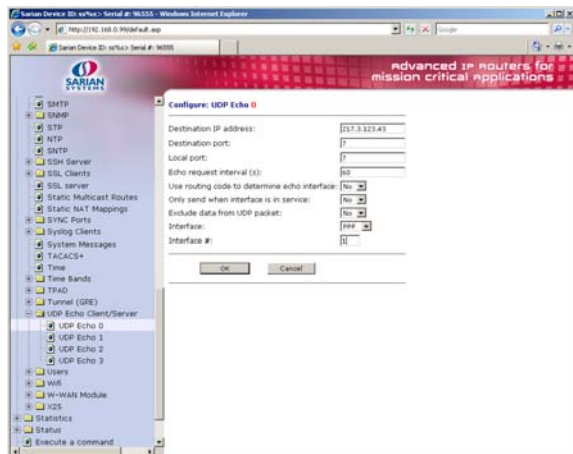 Sarian Device ID: ss%s> Serial #: 96555 - Windows Internet Explorer
http://192.168.0.99/default.asp
Google
Sarian Device ID: ss%s> Serial #: 96555
SARIAN
SYSTEMS
Advanced IP Routers for
mission critical applications
SMTP
SNMP
STP
NTP
SNTP
SSH Server
SSL Clients
SSL server
Static Multicast Routes
Static NAT Mappings
SYNC Ports
Syslog Clients
System Messages
TACACS+
Time
Time Bands
TPAD
Tunnel (GRE)
UDP Echo Client/Server
UDP Echo 0
UDP Echo 1
UDP Echo 2
UDP Echo 3
Users
Wifi
W-WAN Module
X25
Statistics
Status
Execute a command
Configure: UDP Echo 0
Destination IP address: 217.3.123.43
Destination port: 7
Local port: 7
Echo request interval (s): 60
Use routing code to determine echo interface: No
Only send when interface is in service: No
Exclude data from UDP packet: No
Interface: PPP
Interface #: 1
OK Cancel